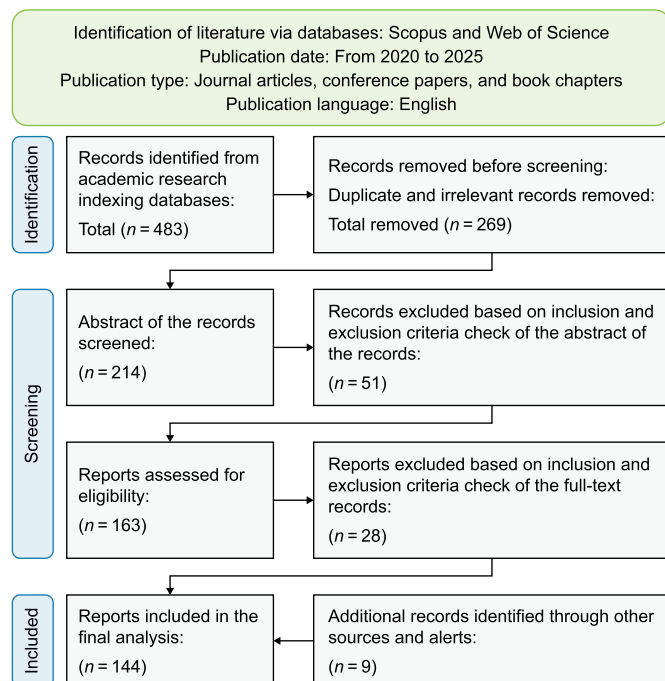 Identification of literature via databases: Scopus and Web of Science
Publication date: From 2020 to 2025
Publication type: Journal articles, conference papers, and book chapters
Publication language: English
Identification
Records identified from
academic research
indexing databases:
Total (n = 483)
Records removed before screening:
Duplicate and irrelevant records removed:
Total removed (n = 269)
Screening
Abstract of the records
screened:
(n = 214)
Records excluded based on inclusion and
exclusion criteria check of the abstract of
the records:
(n = 51)
Reports assessed for
eligibility:
(n = 163)
Reports excluded based on inclusion and
exclusion criteria check of the full-text
records:
(n = 28)
Included
Reports included in the
final analysis:
(n = 144)
Additional records identified through other
sources and alerts:
(n = 9)